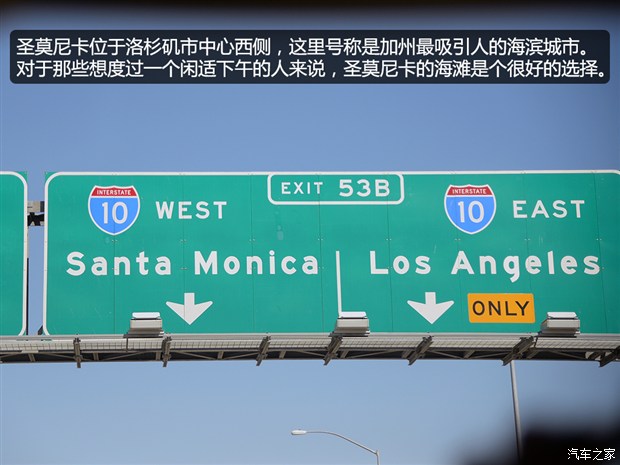 圣莫尼卡位于洛杉矶市中心西侧，这里号称是加州最吸引人的海滨城市。
对于那些想度过一个闲适下午的人来说，圣莫尼卡的海滩是个很好的选择。
EXIT 53B
INTERSTATE 10 WEST
INTERSTATE 10 EAST
Santa Monica
Los Angeles
ONLY
汽车之家